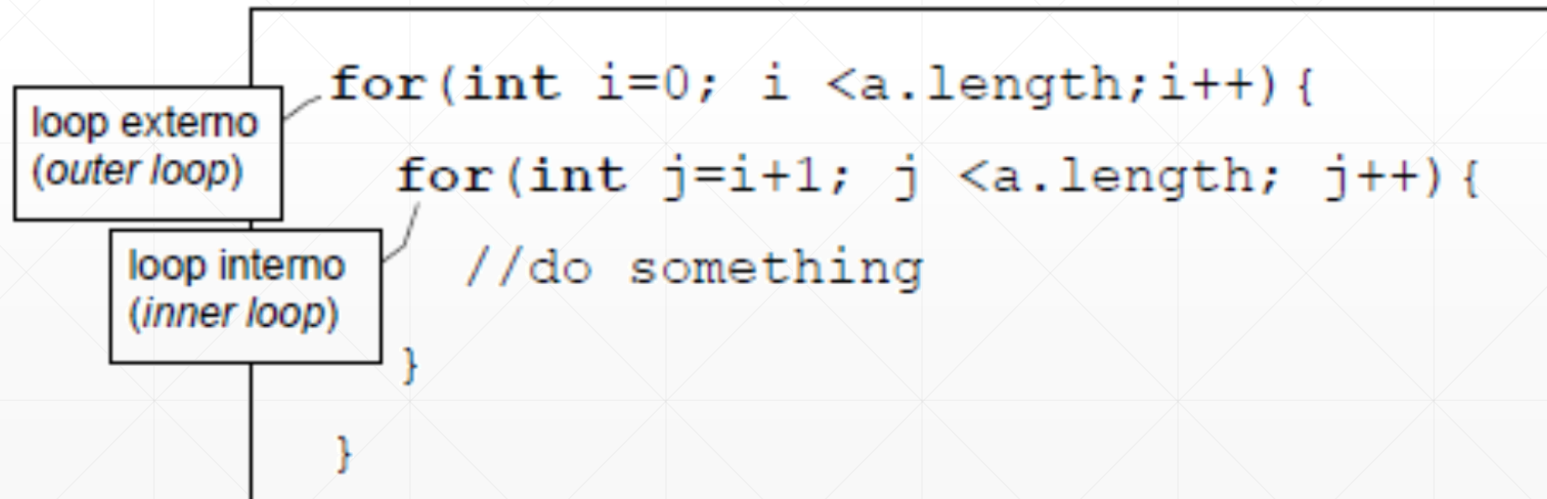 for(int i=0; i <a.length;i++){
loop externo
(outer loop)
for(int j=i+1; j <a.length; j++){
loop interno
(inner loop)
//do something
}
}